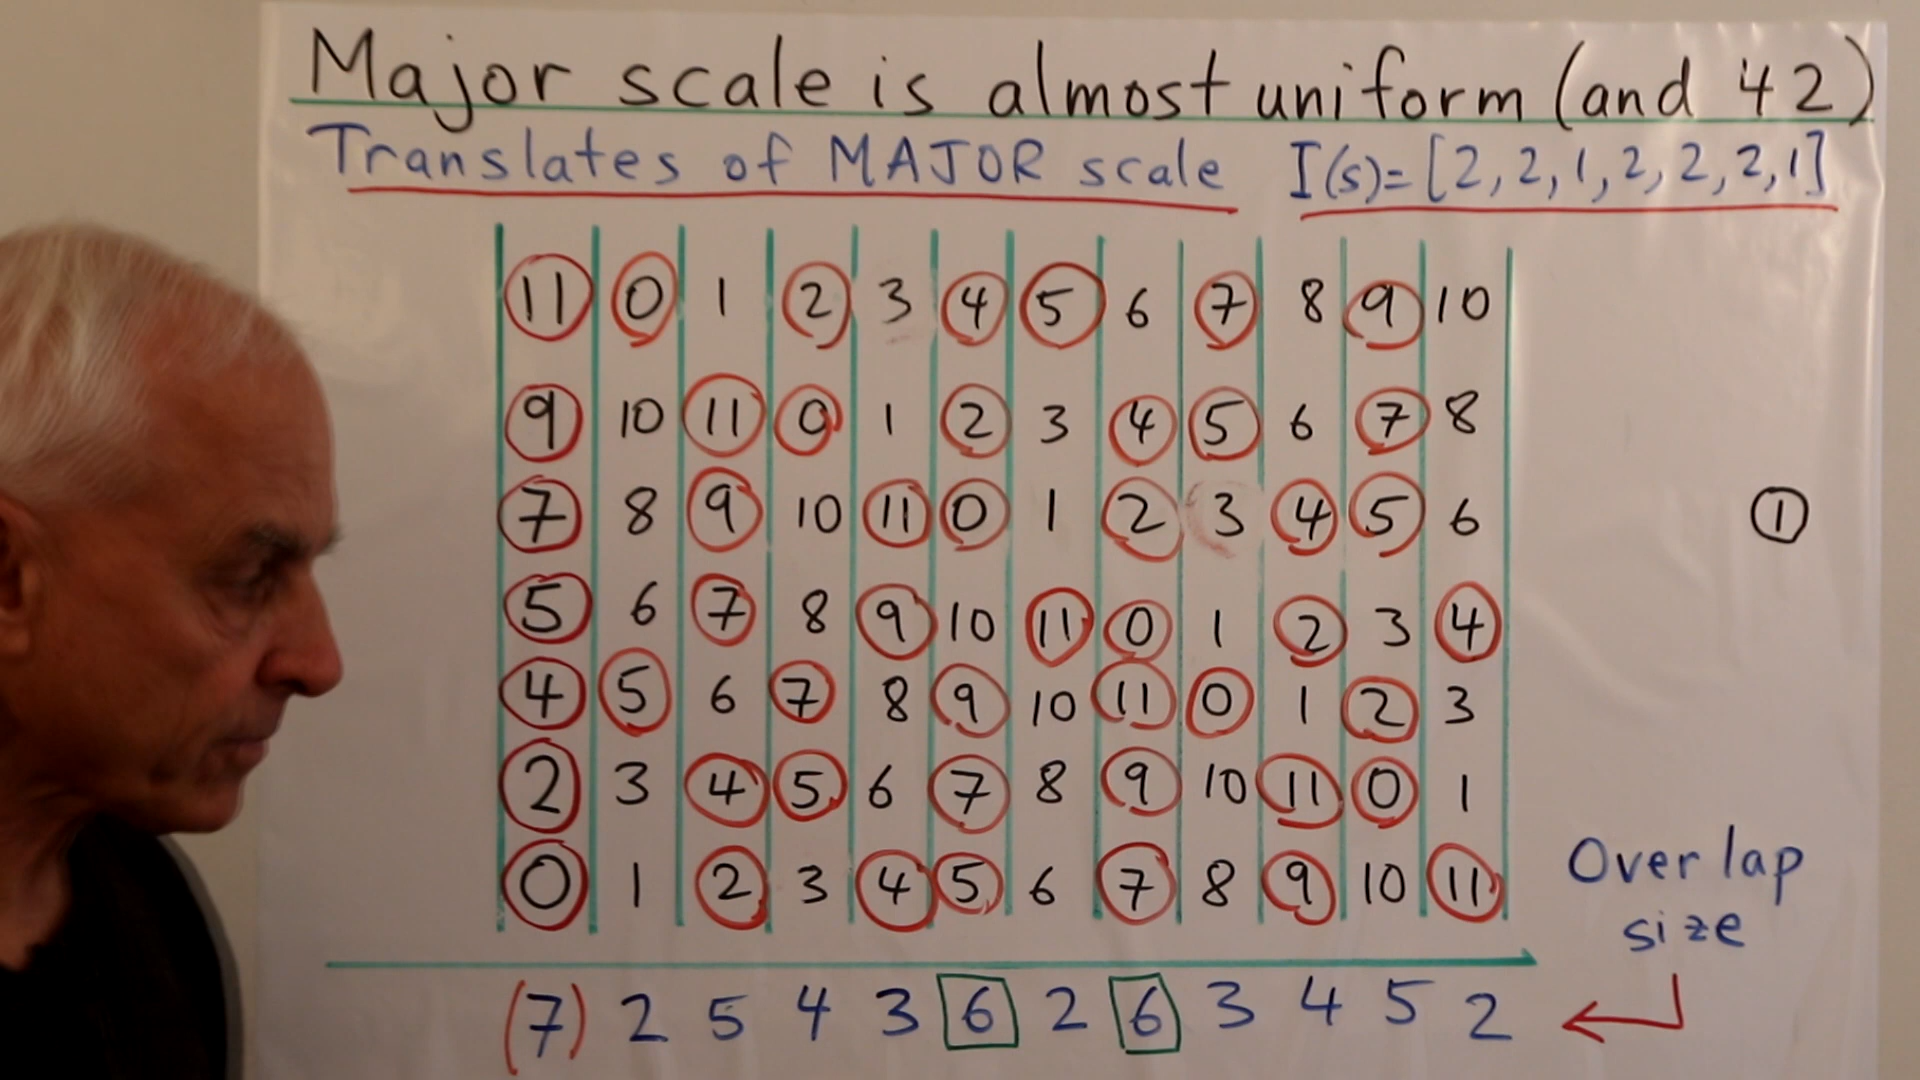 Major scale is almost uniform (and 42)
Translates of MAJOR scale I(s)=[2,2,1,2,2,2,1]
11 0 1 2 3 4 5 6 7 8 9 10
9 10 11 0 1 2 3 4 5 6 7 8
7 8 9 10 11 0 1 2 3 4 5 6
①
5 6 7 8 9 10 11 0 1 2 3 4
4 5 6 7 8 9 10 11 0 1 2 3
2 3 4 5 6 7 8 9 10 11 0 1
0 1 2 3 4 5 6 7 8 9 10 11
Overlap
size
(7) 2 5 4 3 6 2 6 3 4 5 2